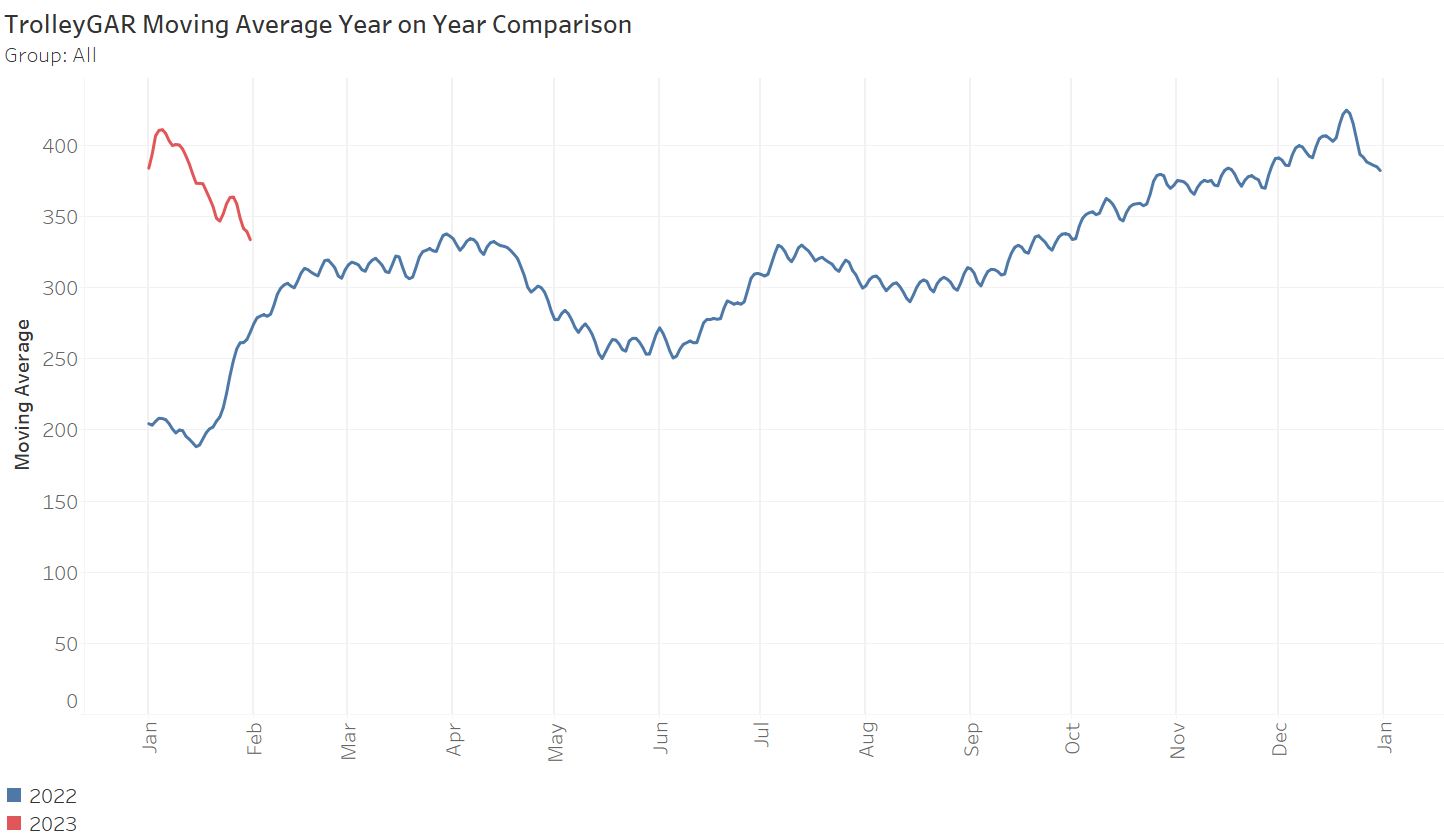 TrolleyGAR Moving Average Year on Year Comparison
Group: All
Moving Average
400
350
300
250
200
150
100
50
0
Jan
Feb
Mar
Apr
May
Jun
Jul
Aug
Sep
Oct
Nov
Dec
Jan
2022
2023